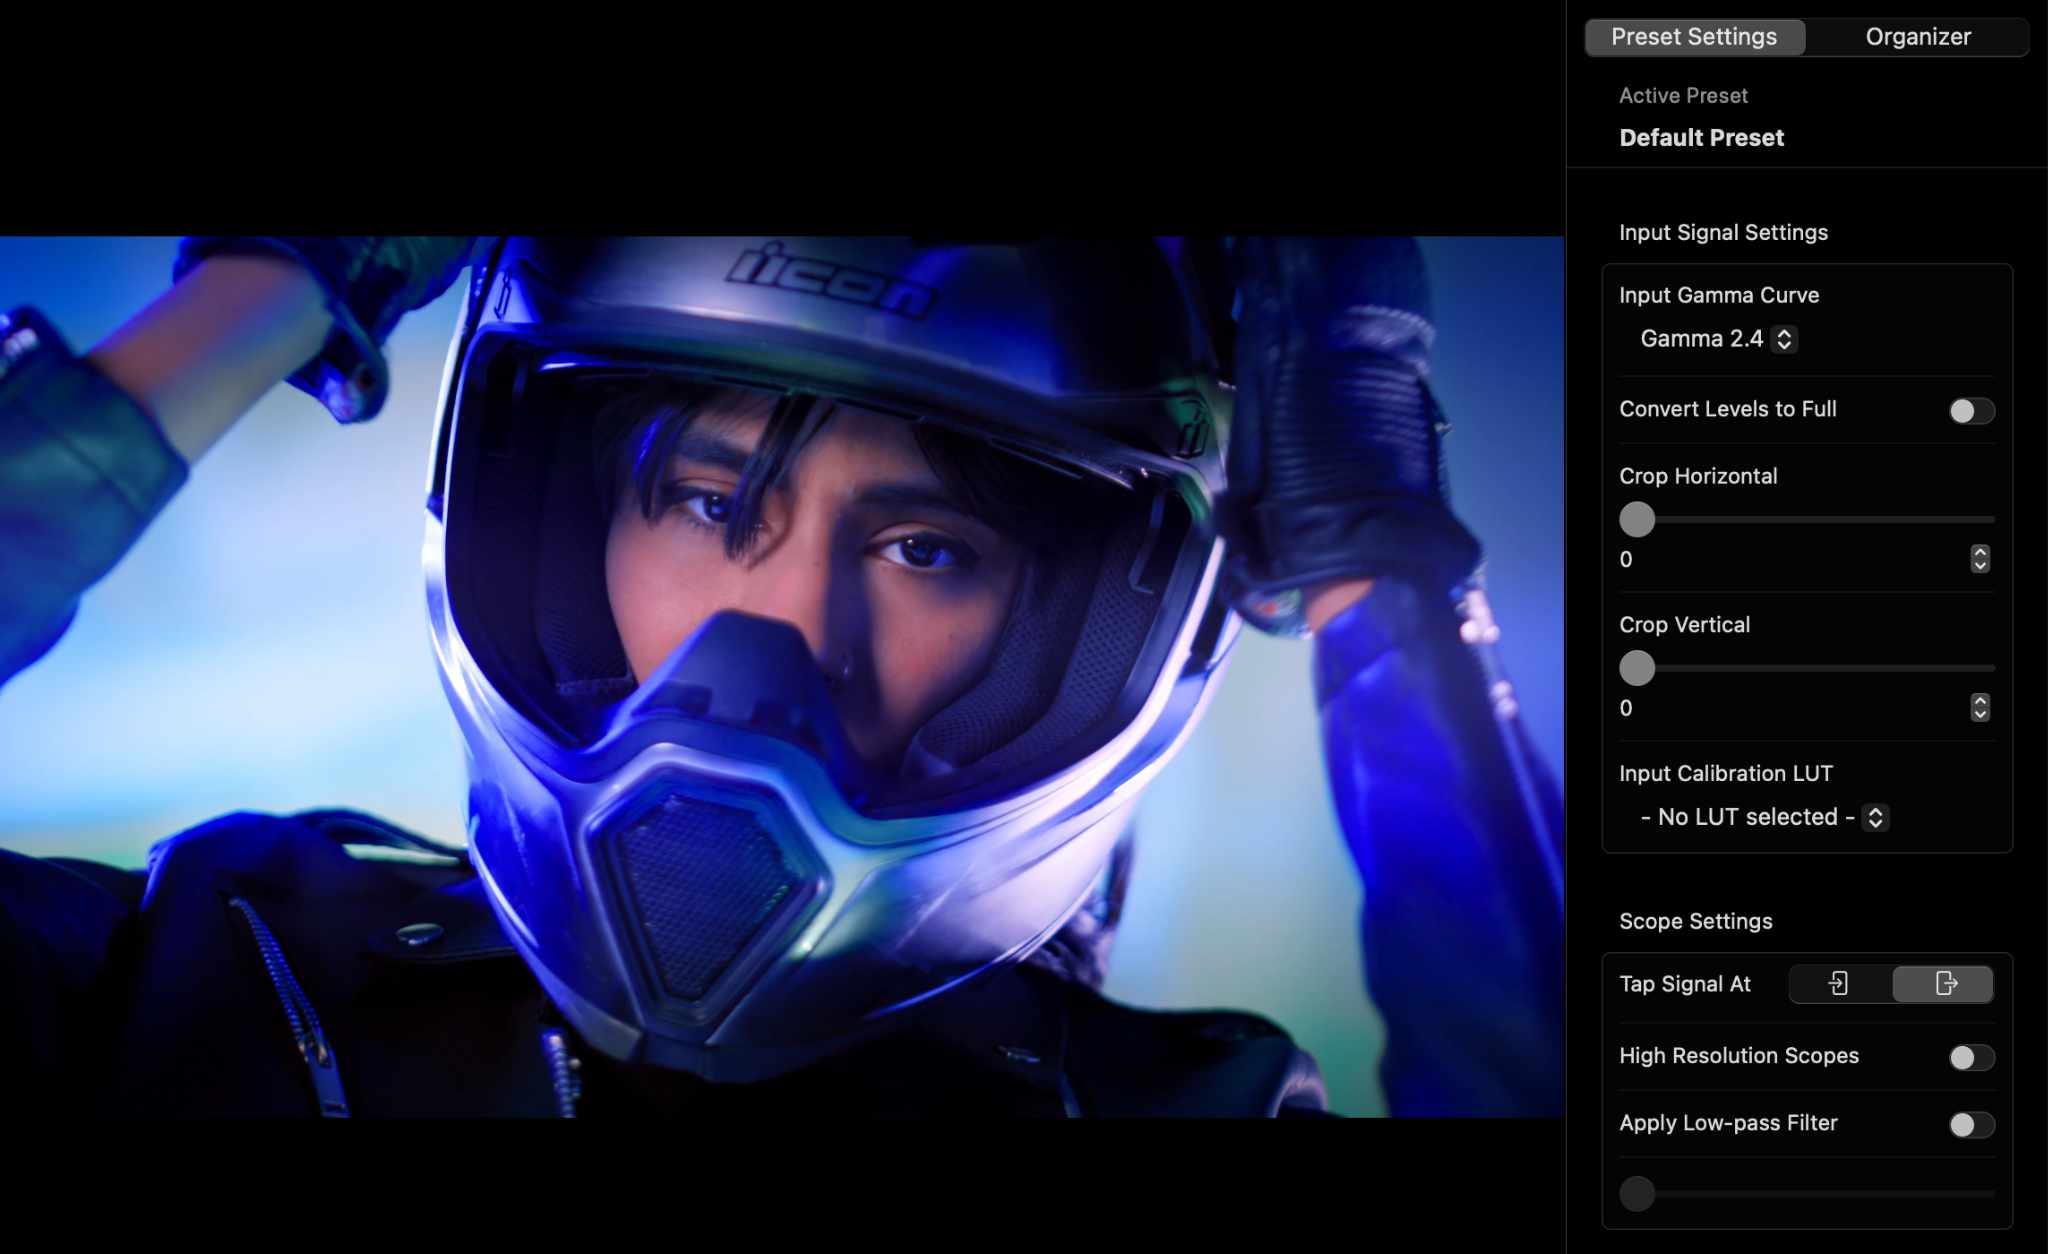 Preset Settings
Organizer
Active Preset
Default Preset
Input Signal Settings
Input Gamma Curve
Gamma 2.4
Convert Levels to Full
Crop Horizontal
0
Crop Vertical
0
Input Calibration LUT
- No LUT selected -
Scope Settings
Tap Signal At
High Resolution Scopes
Apply Low-pass Filter
icon